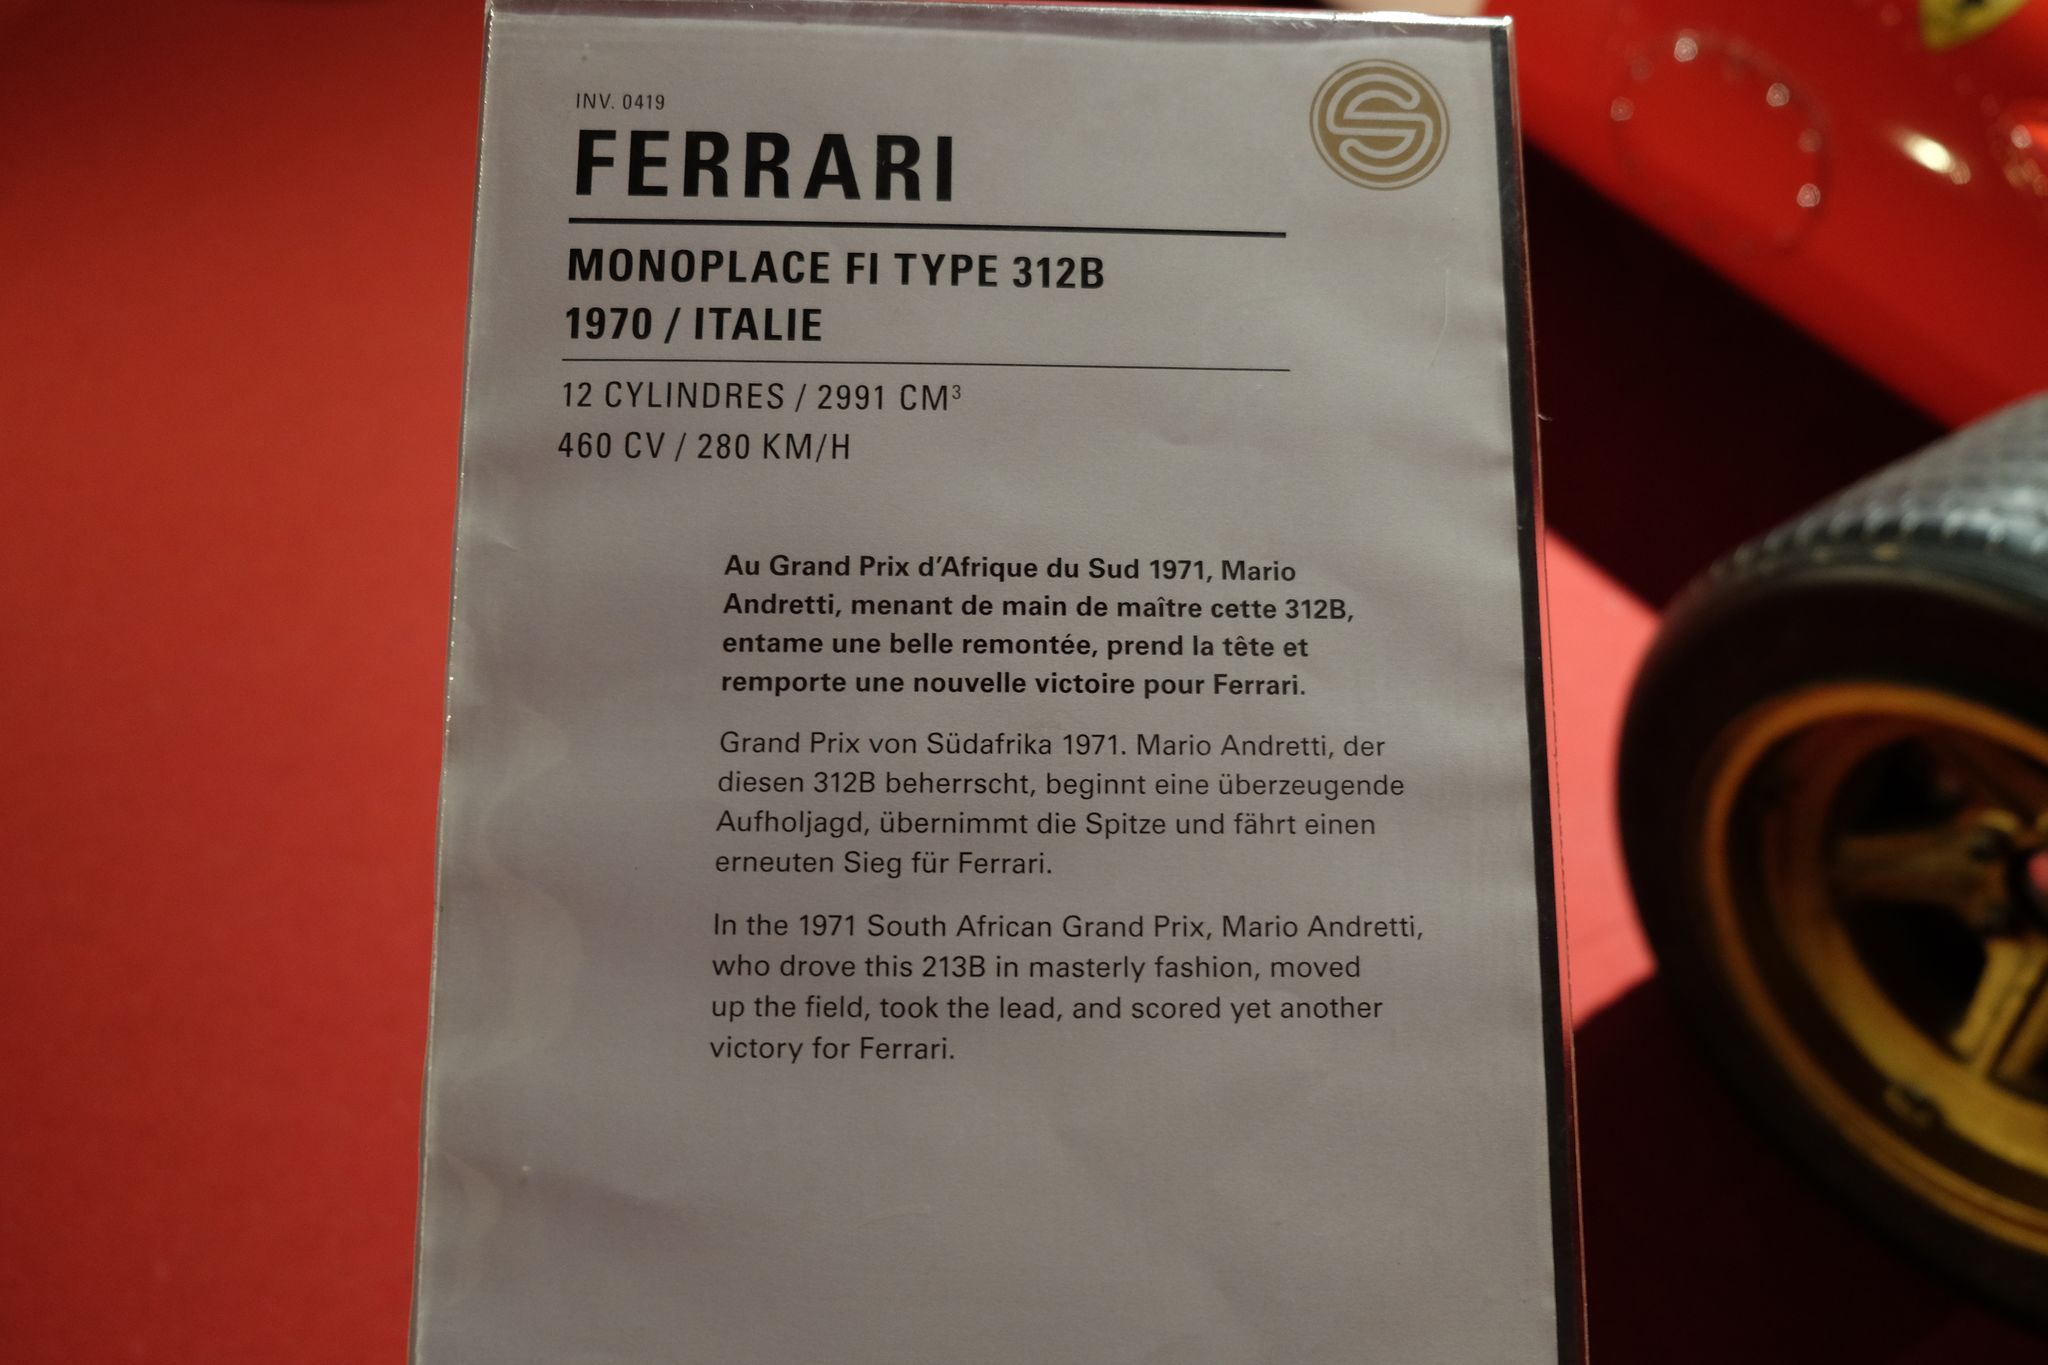 INV. 0419
FERRARI
MONOPLACE FI TYPE 312B
1970 / ITALIE
12 CYLINDRES / 2991 CM³
460 CV / 280 KM/H
Au Grand Prix d’Afrique du Sud 1971, Mario
Andretti, menant de main de maître cette 312B,
entame une belle remontée, prend la tête et
remporte une nouvelle victoire pour Ferrari.
Grand Prix von Südafrika 1971. Mario Andretti, der
diesen 312B beherrscht, beginnt eine überzeugende
Aufholjagd, übernimmt die Spitze und fährt einen
erneuten Sieg für Ferrari.
In the 1971 South African Grand Prix, Mario Andretti,
who drove this 213B in masterly fashion, moved
up the field, took the lead, and scored yet another
victory for Ferrari.